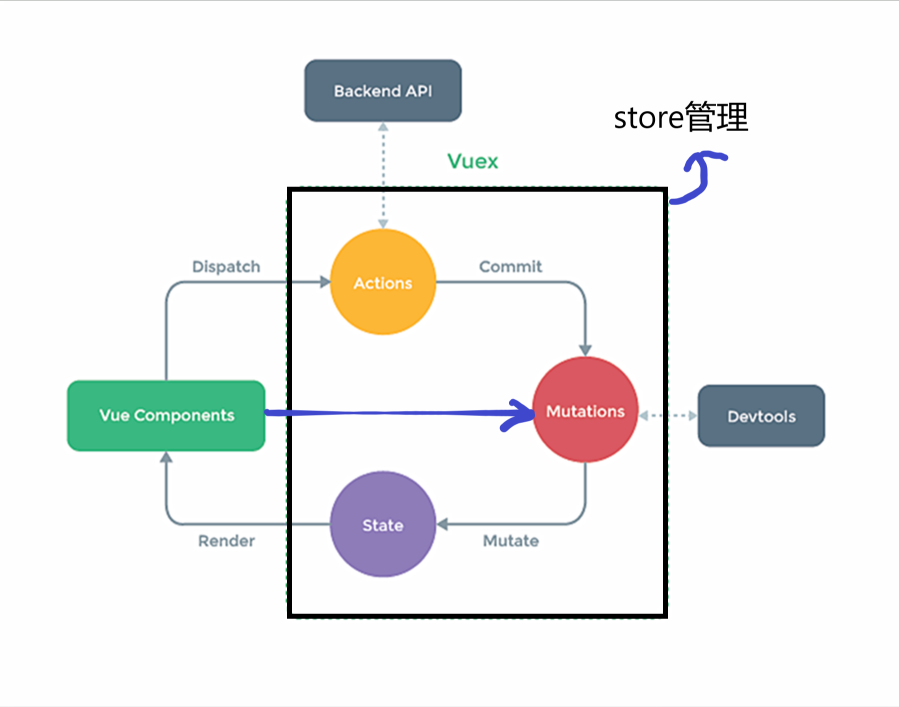 Backend API
store管理
Vuex
Dispatch
Commit
Actions
Vue Components
Mutations
Devtools
State
Render
Mutate